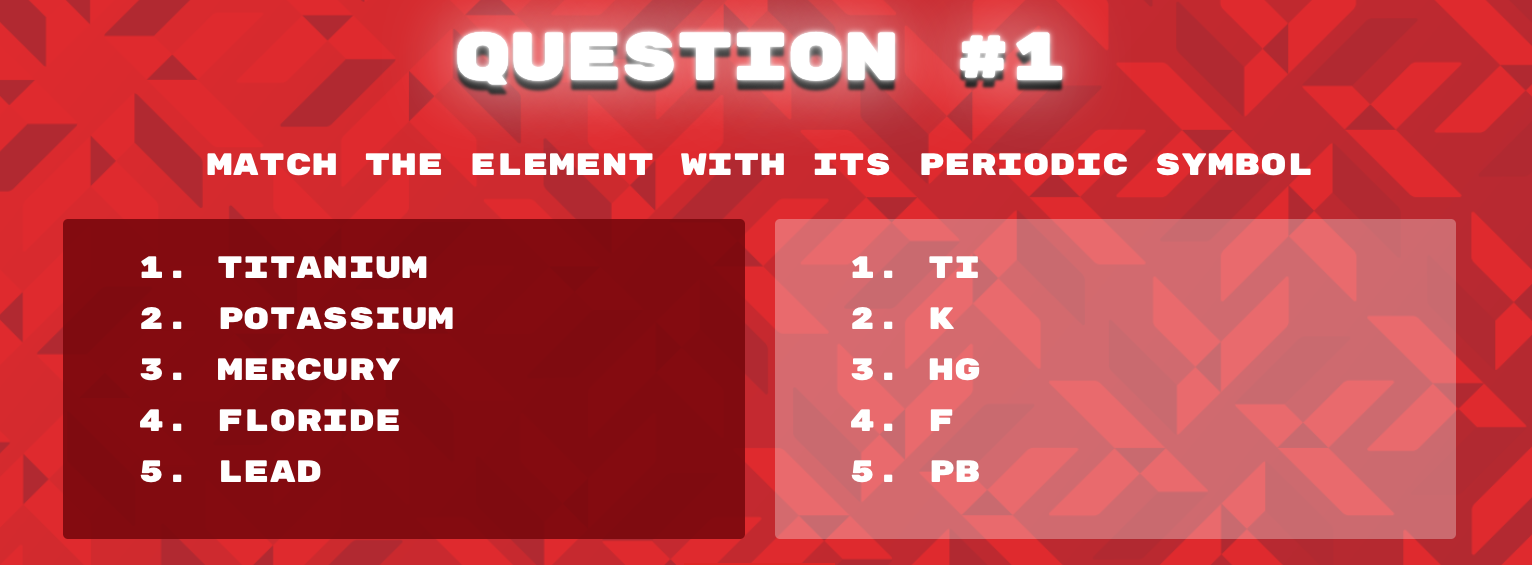 QUESTION #1
MATCH THE ELEMENT WITH ITS PERIODIC SYMBOL
1. TITANIUM
2. POTASSIUM
3. MERCURY
4. FLORIDE
5. LEAD
1. TI
2. K
3. HG
4. F
5. PB